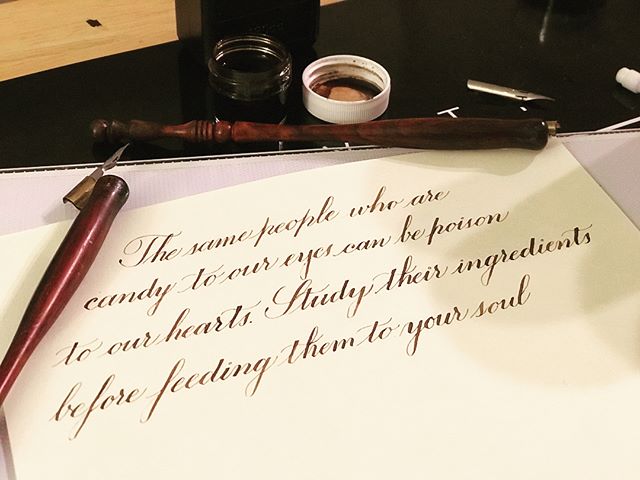 The same people who are
candy to our eyes can be poison
to our hearts. Study their ingredients
before feeding them to your soul